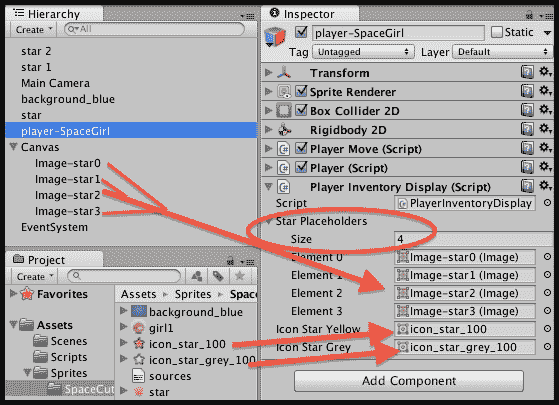 Hierarchy
Create
All
star 2
star 1
Main Camera
background_blue
star
player-SpaceGirl
Canvas
Image-star0
Image-star1
Image-star2
Image-star3
EventSystem
Project
Create
Favorites
Assets
Scenes
Scripts
Sprites
SpaceCut
Assets ▸ Sprites ▸ Spac
background_blue
girl1
icon_star_100
icon_star_grey_100
sources
star
Inspector
player-SpaceGirl
Static
Tag Untagged Layer Default
Transform
Sprite Renderer
Box Collider 2D
Rigidbody 2D
Player Move (Script)
Player (Script)
Player Inventory Display (Script)
Script PlayerInventoryDisplay
Star Placeholders
Size 4
Element 0 Image-star0 (Image)
Element 1 Image-star1 (Image)
Element 2 Image-star2 (Image)
Element 3 Image-star3 (Image)
Icon Star Yellow icon_star_100
Icon Star Grey icon_star_grey_100
Add Component